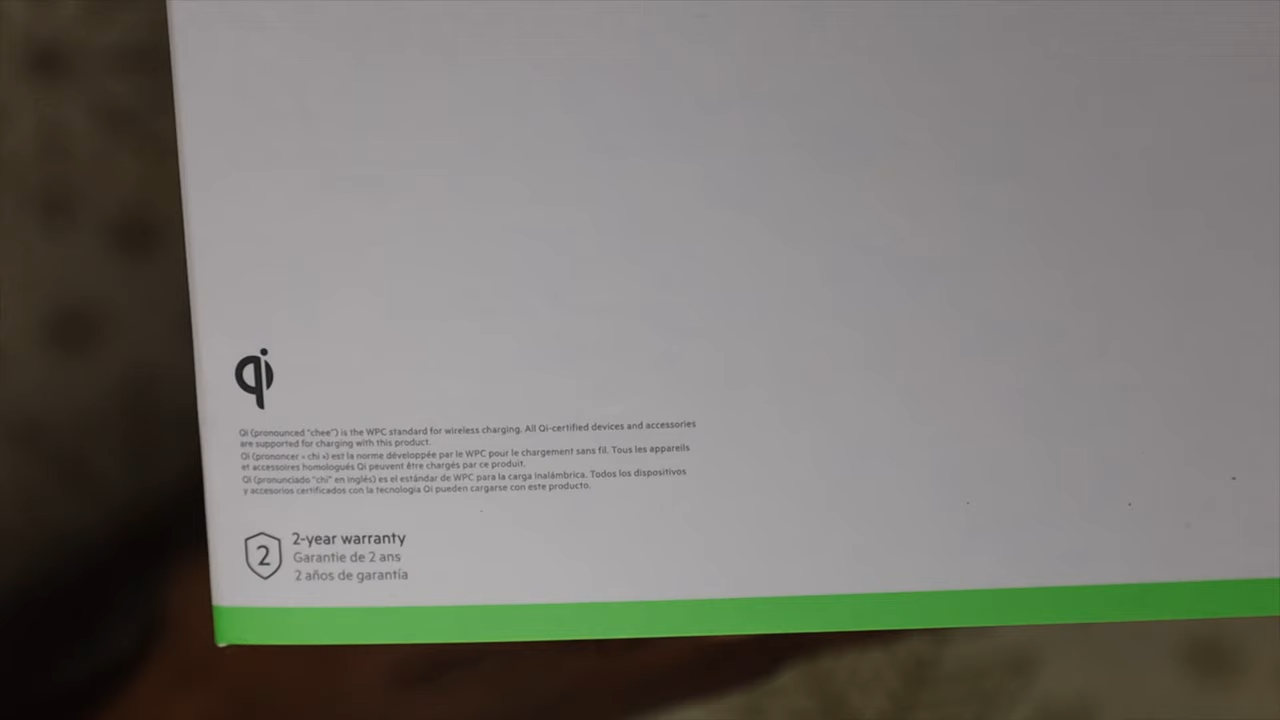 qi
Qi (pronounced "chee") is the WPC standard for wireless charging. All Qi-certified devices and accessories
are supported for charging with this product.
Qi (prononcer « chi ») est la norme développée par le WPC pour le chargement sans fil. Tous les appareils
et accessoires homologués Qi peuvent être chargés par ce produit.
Qi (pronunciado "chi" en inglés) es el estándar de WPC para la carga inalámbrica. Todos los dispositivos
y accesorios certificados con la tecnología Qi pueden cargarse con este producto.
2
2-year warranty
Garantie de 2 ans
2 años de garantía